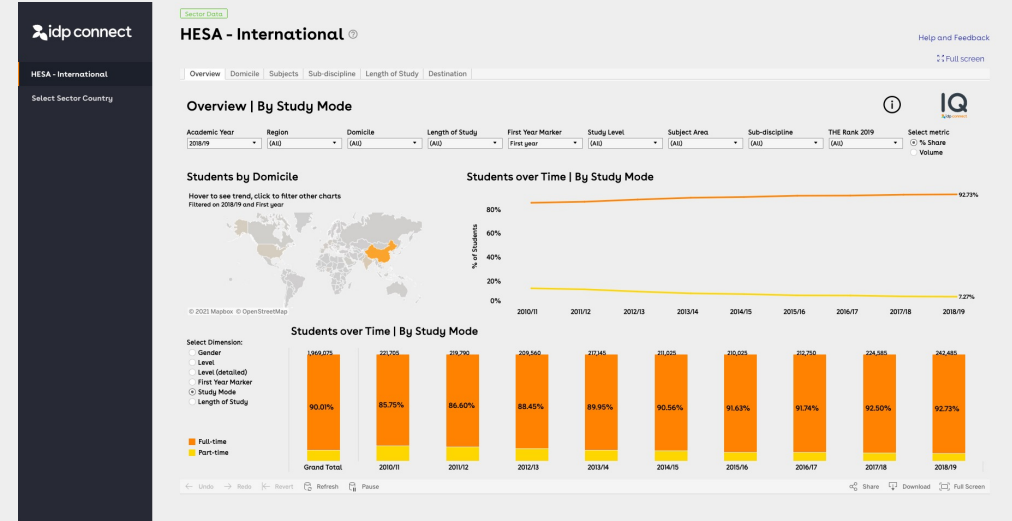 idp connect
HESA - International
Select Sector Country
Sector Data
HESA - International
Help and Feedback
Full screen
Overview Domicile Subjects Sub-discipline Length of Study Destination
Overview | By Study Mode
IQ
Academic Year Region Domicile Length of Study First Year Marker Study Level Subject Area Sub-discipline THE Rank 2019 Select metric
2018/19 (All) (All) (All) First year (All) (All) (All) (All) % Share
Volume
Students by Domicile
Hover to see trend, click to filter other charts
Filtered on 2018/19 and First year
© 2021 Mapbox © OpenStreetMap
Students over Time | By Study Mode
92.73%
80%
60%
40%
20%
0%
% of Students
7.27%
2010/11 2011/12 2012/13 2013/14 2014/15 2015/16 2016/17 2017/18 2018/19
Students over Time | By Study Mode
Select Dimension:
Gender
Level
Level (detailed)
First Year Marker
Study Mode
Length of Study
Full-time
Part-time
1,969,075 221,705 219,790 209,560 217,145 211,025 210,025 212,750 224,585 242,485
90.01% 85.75% 86.60% 88.45% 89.95% 90.56% 91.63% 91.74% 92.50% 92.73%
Grand Total 2010/11 2011/12 2012/13 2013/14 2014/15 2015/16 2016/17 2017/18 2018/19
Undo Redo Revert Refresh Pause Share Download Full Screen